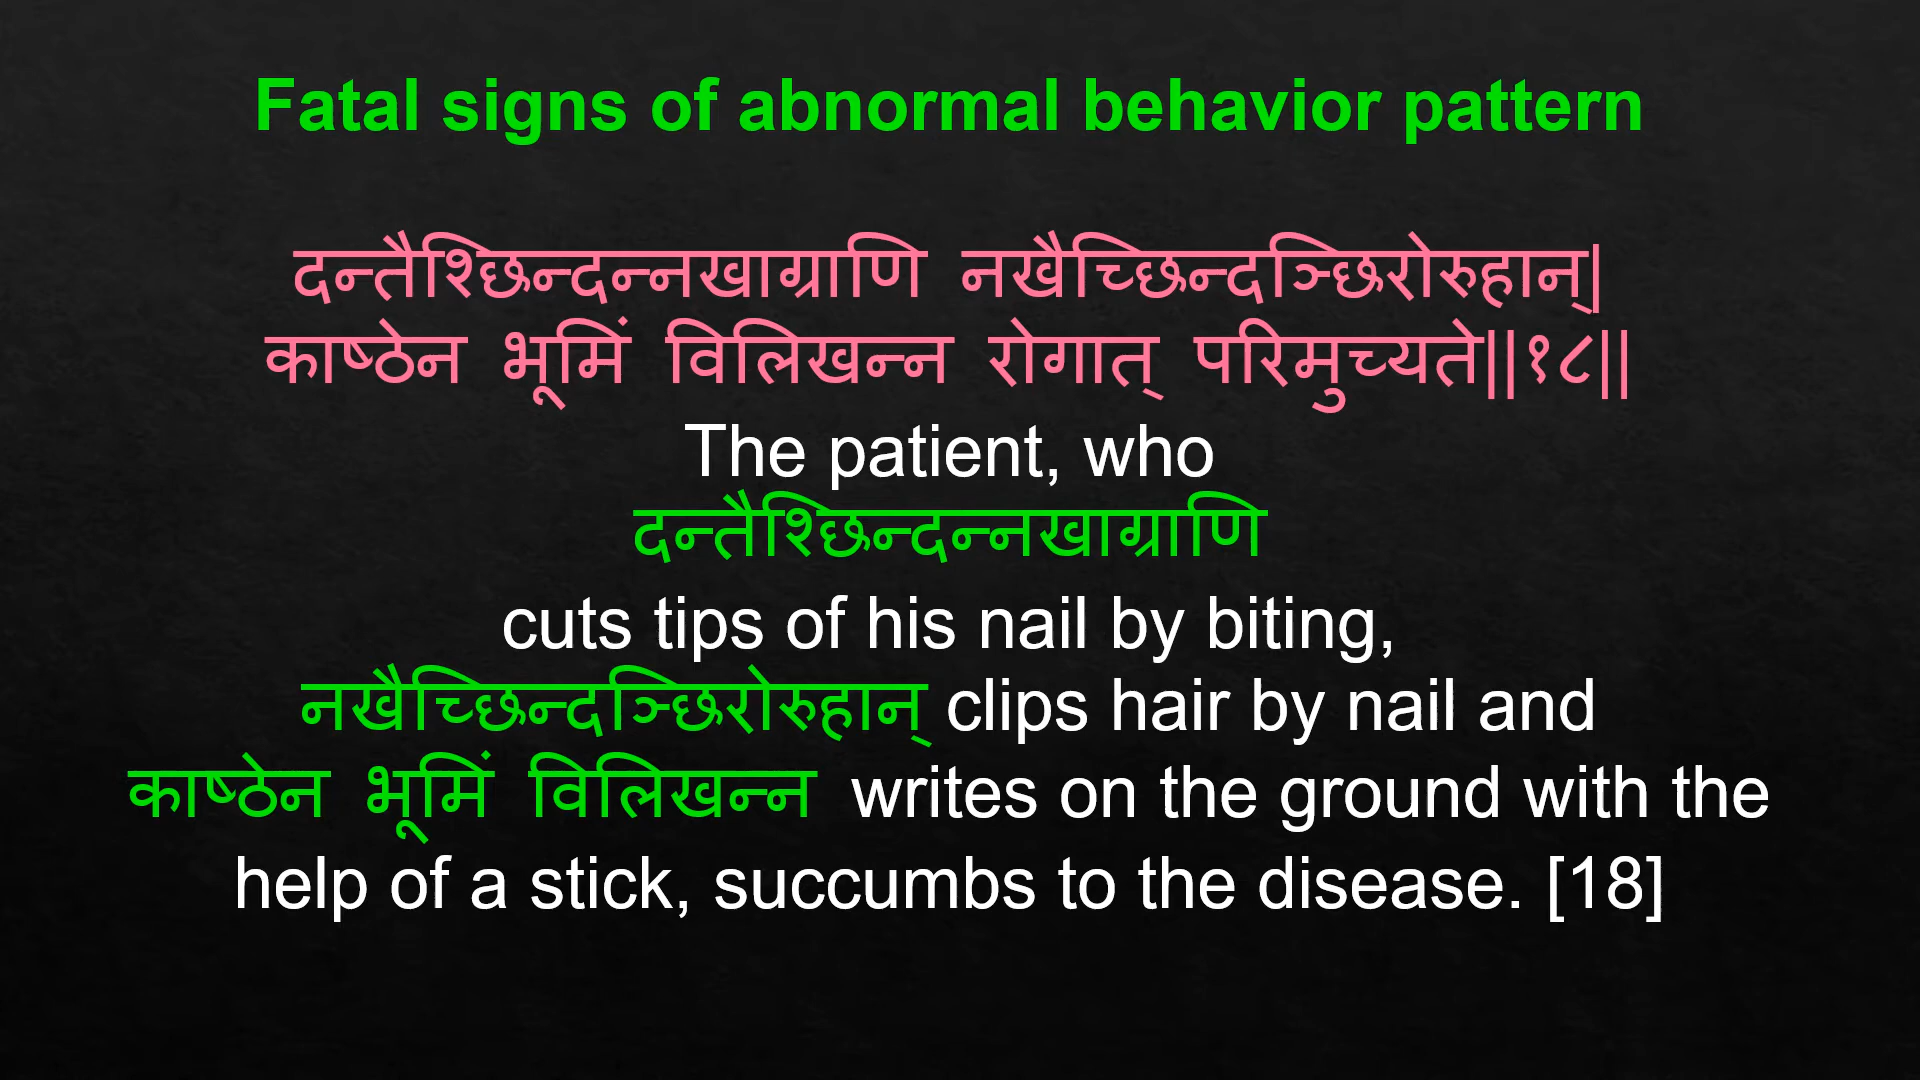 Fatal signs of abnormal behavior pattern
दन्तैश्छिन्दन्नखाग्राणि नखैच्छिन्दञ्छिरोरुहान्|
काष्ठेन भूमिं विलिखन्न रोगात् परिमुच्यते||१८||
The patient, who
दन्तैश्छिन्दन्नखाग्राणि
cuts tips of his nail by biting,
नखैच्छिन्दञ्छिरोरुहान् clips hair by nail and
काष्ठेन भूमिं विलिखन्न writes on the ground with the
help of a stick, succumbs to the disease. [18]